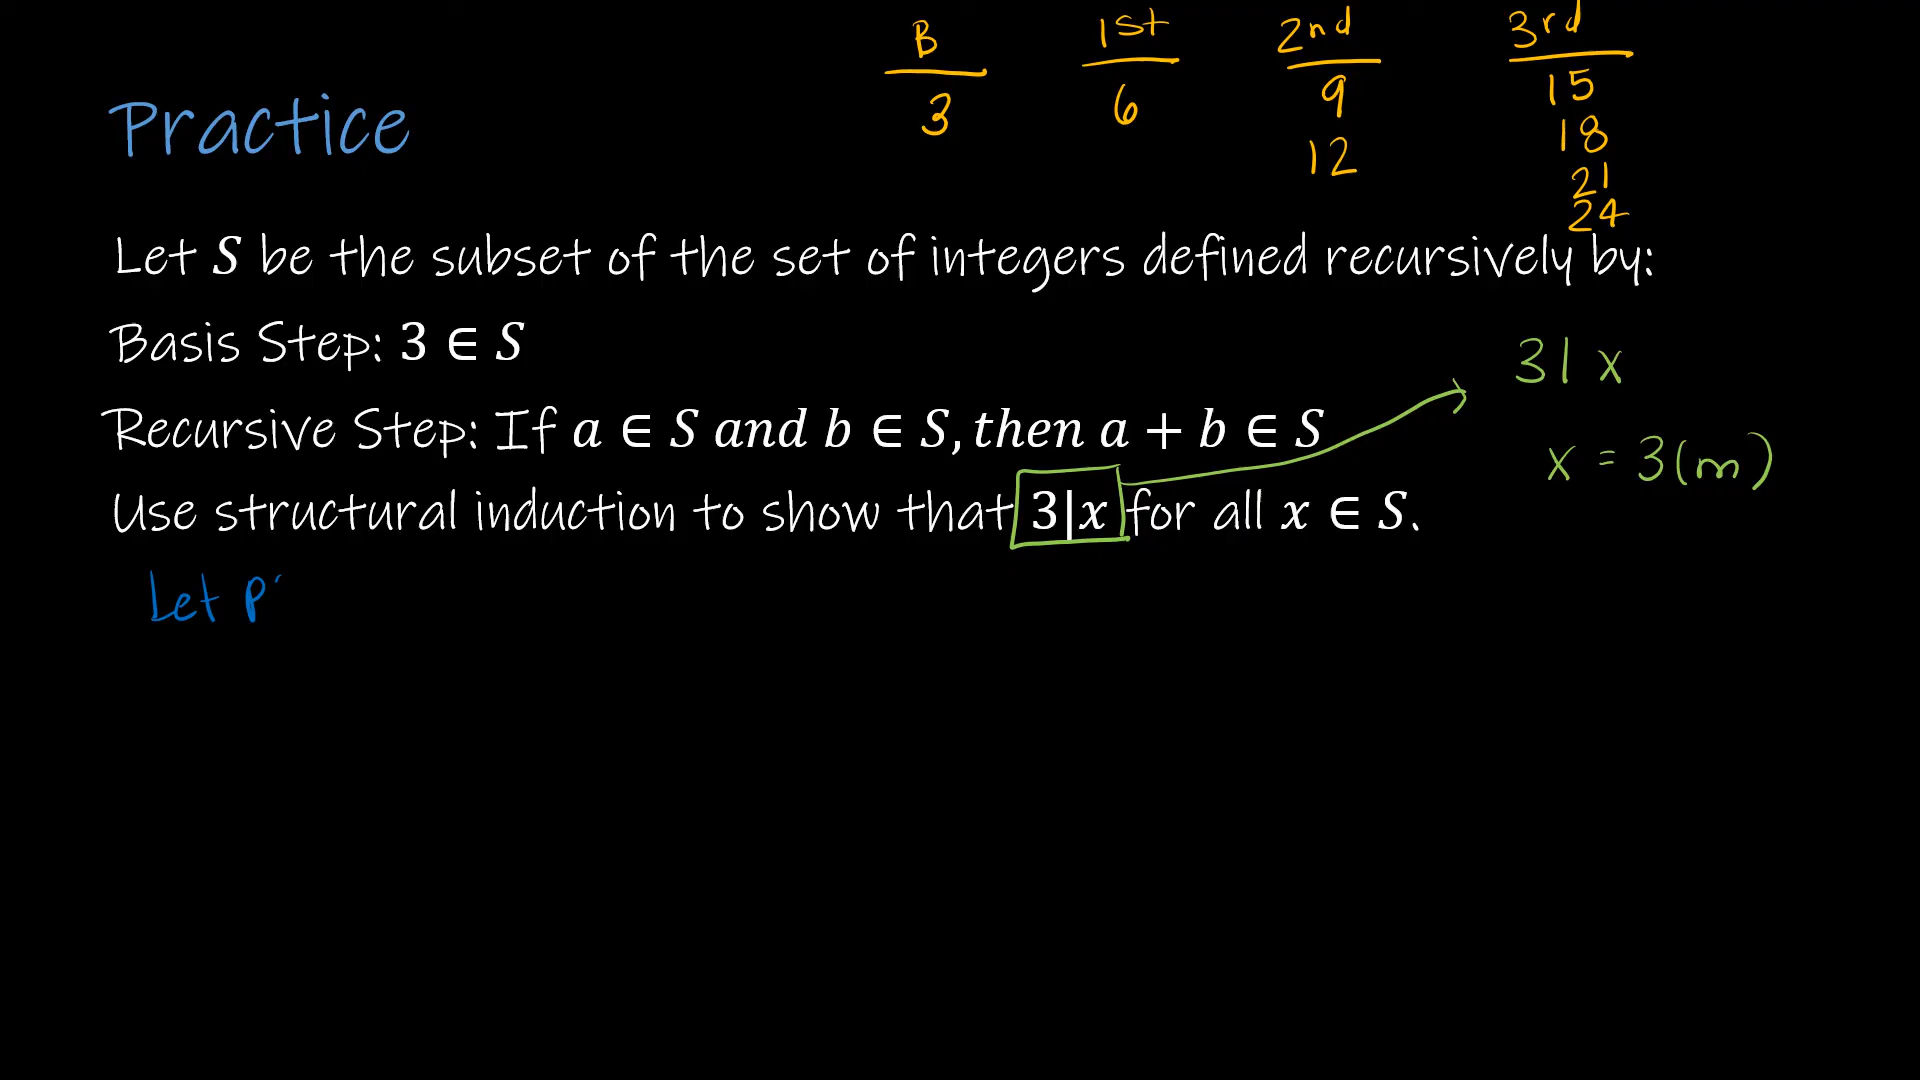 B 1st 2nd 3rd
3 6 9 15
12 18
21
24
Practice
Let S be the subset of the set of integers defined recursively by:
Basis Step: 3 ∈ S
Recursive Step: If a ∈ S and b ∈ S, then a + b ∈ S
Use structural induction to show that 3|x for all x ∈ S.
3 | x
x = 3(m)
Let P